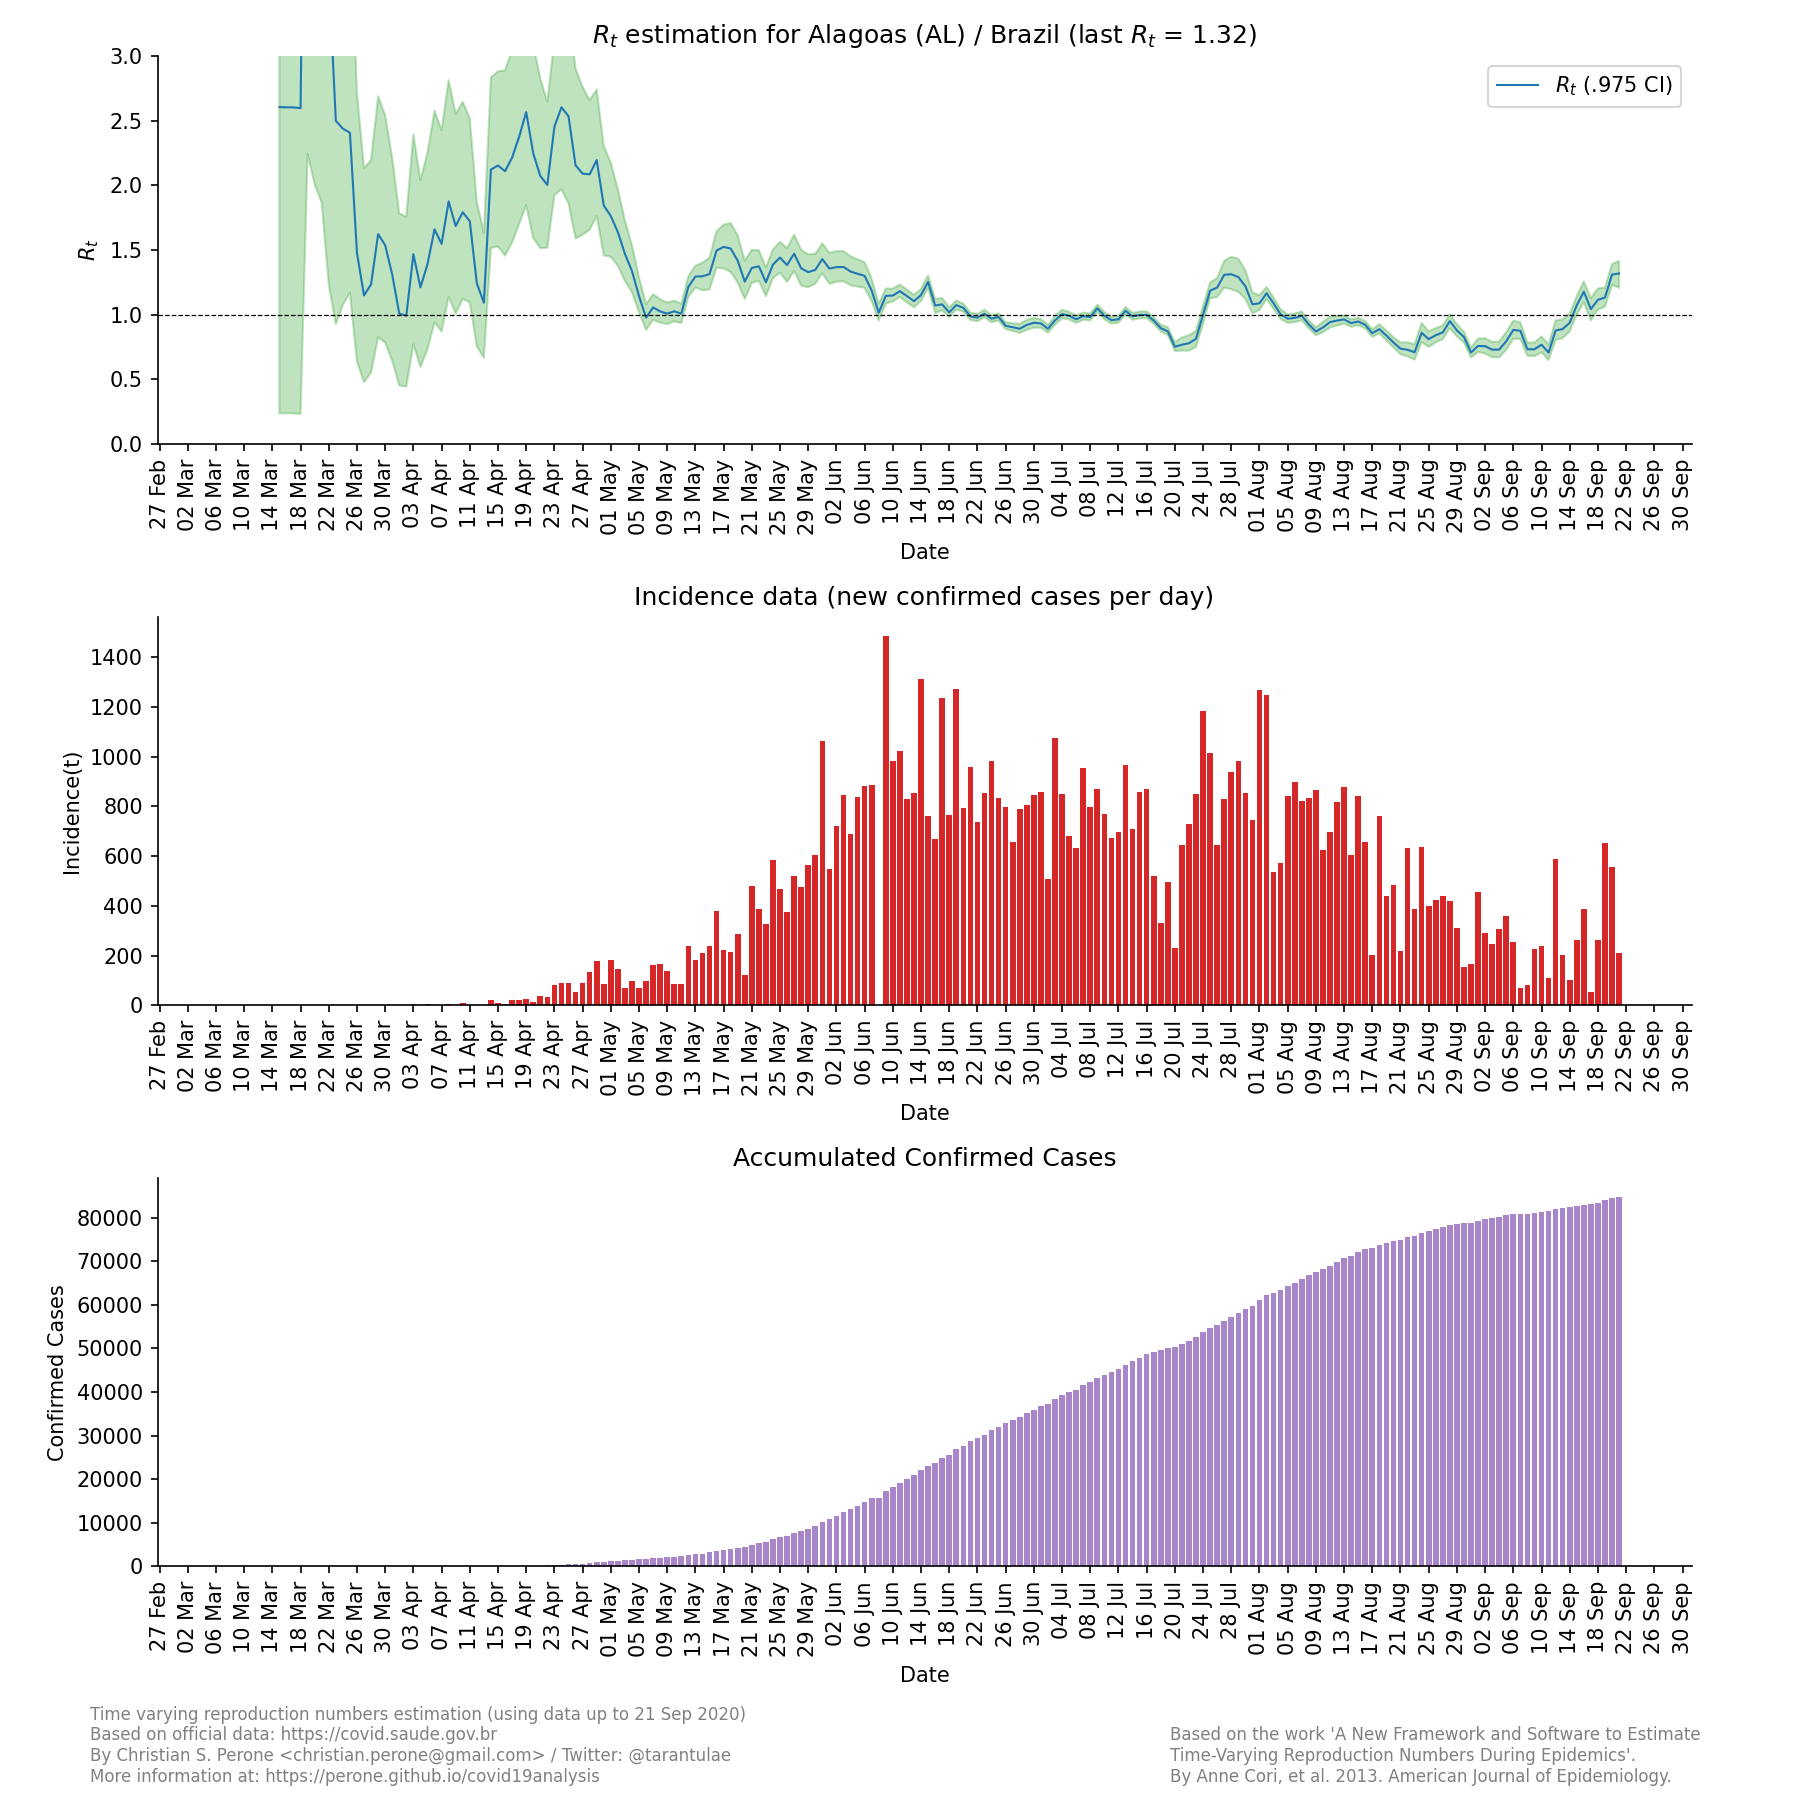 Rt estimation for Alagoas (AL) / Brazil (last Rt = 1.32)
Rt (.975 CI)
3.0
2.5
2.0
1.5
1.0
0.5
0.0
Rt
27 Feb 02 Mar 06 Mar 10 Mar 14 Mar 18 Mar 22 Mar 26 Mar 30 Mar 03 Apr 07 Apr 11 Apr 15 Apr 19 Apr 23 Apr 27 Apr 01 May 05 May 09 May 13 May 17 May 21 May 25 May 29 May 02 Jun 06 Jun 10 Jun 14 Jun 18 Jun 22 Jun 26 Jun 30 Jun 04 Jul 08 Jul 12 Jul 16 Jul 20 Jul 24 Jul 28 Jul 01 Aug 05 Aug 09 Aug 13 Aug 17 Aug 21 Aug 25 Aug 29 Aug 02 Sep 06 Sep 10 Sep 14 Sep 18 Sep 22 Sep 26 Sep 30 Sep
Date
Incidence data (new confirmed cases per day)
1400
1200
1000
800
600
400
200
0
Incidence(t)
27 Feb 02 Mar 06 Mar 10 Mar 14 Mar 18 Mar 22 Mar 26 Mar 30 Mar 03 Apr 07 Apr 11 Apr 15 Apr 19 Apr 23 Apr 27 Apr 01 May 05 May 09 May 13 May 17 May 21 May 25 May 29 May 02 Jun 06 Jun 10 Jun 14 Jun 18 Jun 22 Jun 26 Jun 30 Jun 04 Jul 08 Jul 12 Jul 16 Jul 20 Jul 24 Jul 28 Jul 01 Aug 05 Aug 09 Aug 13 Aug 17 Aug 21 Aug 25 Aug 29 Aug 02 Sep 06 Sep 10 Sep 14 Sep 18 Sep 22 Sep 26 Sep 30 Sep
Date
Accumulated Confirmed Cases
80000
70000
60000
50000
40000
30000
20000
10000
0
Confirmed Cases
27 Feb 02 Mar 06 Mar 10 Mar 14 Mar 18 Mar 22 Mar 26 Mar 30 Mar 03 Apr 07 Apr 11 Apr 15 Apr 19 Apr 23 Apr 27 Apr 01 May 05 May 09 May 13 May 17 May 21 May 25 May 29 May 02 Jun 06 Jun 10 Jun 14 Jun 18 Jun 22 Jun 26 Jun 30 Jun 04 Jul 08 Jul 12 Jul 16 Jul 20 Jul 24 Jul 28 Jul 01 Aug 05 Aug 09 Aug 13 Aug 17 Aug 21 Aug 25 Aug 29 Aug 02 Sep 06 Sep 10 Sep 14 Sep 18 Sep 22 Sep 26 Sep 30 Sep
Date
Time varying reproduction numbers estimation (using data up to 21 Sep 2020)
Based on official data: https://covid.saude.gov.br
By Christian S. Perone <christian.perone@gmail.com> / Twitter: @tarantulae
More information at: https://perone.github.io/covid19analysis
Based on the work 'A New Framework and Software to Estimate
Time-Varying Reproduction Numbers During Epidemics'.
By Anne Cori, et al. 2013. American Journal of Epidemiology.